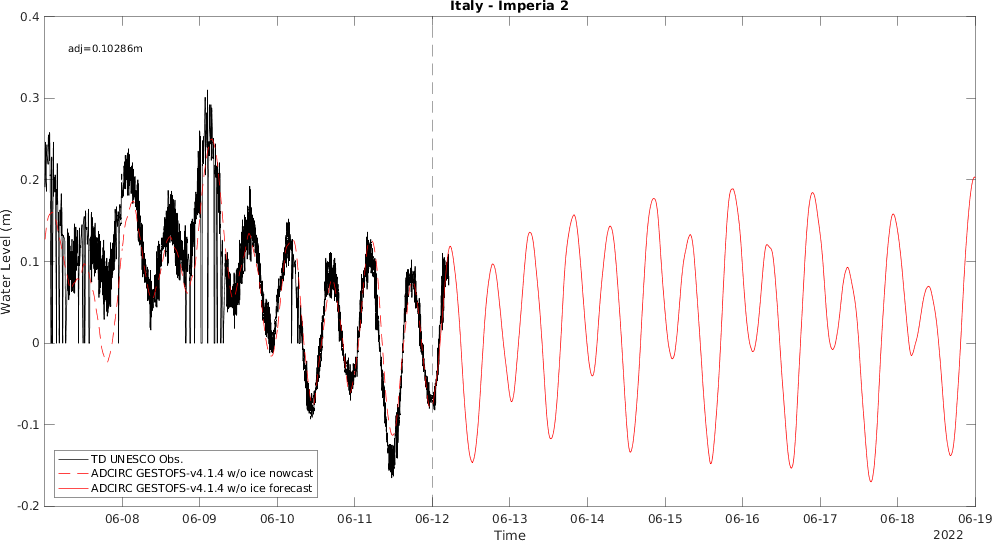 Italy - Imperia 2
adj=0.10286m
0.4
0.3
0.2
0.1
0
-0.1
-0.2
Water Level (m)
TD UNESCO Obs.
ADCIRC GESTOFS-v4.1.4 w/o ice nowcast
ADCIRC GESTOFS-v4.1.4 w/o ice forecast
06-08 06-09 06-10 06-11 06-12 06-13 06-14 06-15 06-16 06-17 06-18 06-19
Time
2022